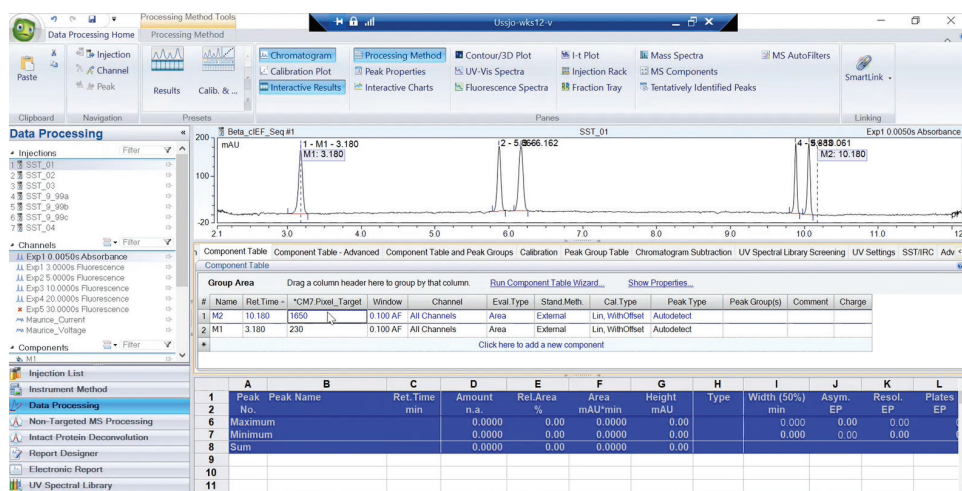 Processing Method Tools
Ussjo-wks12-v
Data Processing Home
Processing Method
Paste
Injection
Channel
Peak
Results
Calib. & ...
Chromatogram
Calibration Plot
Interactive Results
Processing Method
Peak Properties
Interactive Charts
Contour/3D Plot
UV-Vis Spectra
Fluorescence Spectra
I-t Plot
Injection Rack
Fraction Tray
Mass Spectra
MS Components
Tentatively Identified Peaks
MS AutoFilters
SmartLink
Clipboard
Navigation
Presets
Panes
Linking
Data Processing
Injections
Filter
1 SST_01
2 SST_02
3 SST_03
4 SST_9_99a
5 SST_9_99b
6 SST_9_99c
7 SST_04
Channels
Filter
Exp1 0.0050s Absorbance
Exp1 3.0000s Fluorescence
Exp2 5.0000s Fluorescence
Exp3 10.0000s Fluorescence
Exp4 20.0000s Fluorescence
Exp5 30.0000s Fluorescence
Maurice_Current
Maurice_Voltage
Components
Filter
M1
Injection List
Instrument Method
Data Processing
Non-Targeted MS Processing
Intact Protein Deconvolution
Report Designer
Electronic Report
UV Spectral Library
Beta_cIEF_Seq #1
SST_01
Exp1 0.0050s Absorbance
200
mAU
1 - M1 - 3.180
M1: 3.180
M2: 10.180
100
-20
2.1 3.0 4.0 5.0 6.0 7.0 8.0 9.0 10.0 11.0
Component Table
Component Table - Advanced
Component Table and Peak Groups
Calibration
Peak Group Table
Chromatogram Subtraction
UV Spectral Library Screening
UV Settings
SST/IRC
Adv
Component Table
Group Area
Drag a column header here to group by that column.
Run Component Table Wizard...
Show Properties...
# Name Ret.Time *CM7.Pixel_Target Window Channel Eval.Type Stand.Meth. Cal.Type Peak Type Peak Group(s) Comment Charge
1 M2 10.180 1650 0.100 AF All Channels Area External Lin, WithOffset Autodetect
2 M1 3.180 230 0.100 AF All Channels Area External Lin, WithOffset Autodetect
Click here to add a new component
A B C D E F G H I J K L
1 Peak Peak Name Ret.Time Amount Rel.Area Area Height Type Width (50%) Asym. Resol. Plates
2 No. min n.a. % mAU*min mAU min EP EP EP
6 Maximum 0.0000 0.00 0.0000 0.00 0.000 0.00 0.00
7 Minimum 0.0000 0.00 0.0000 0.00 0.000 0.00 0.00
8 Sum 0.0000 0.00 0.0000 0.00
9
10
11